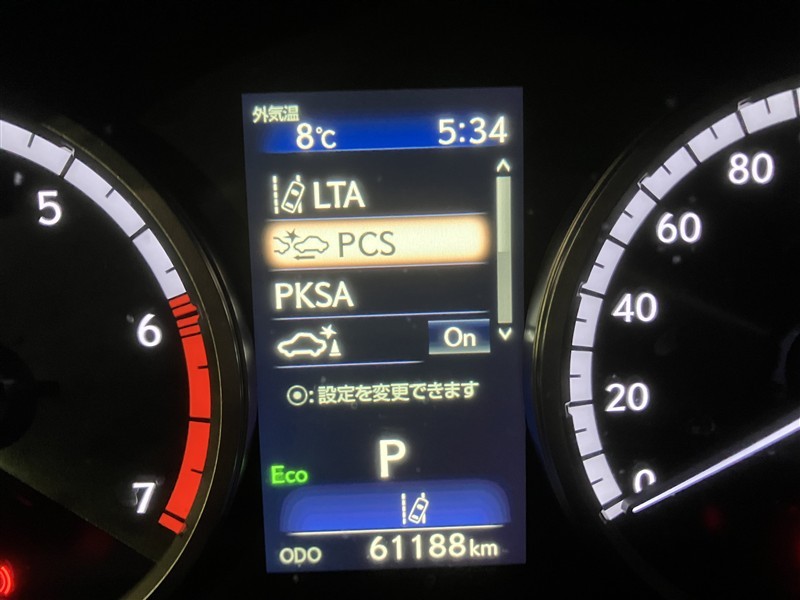 外気温
8℃ 5:34
LTA
PCS
PKSA
On
⦿:設定を変更できます
P
Eco
ODO 61188km
5
6
7
80
60
40
20
0